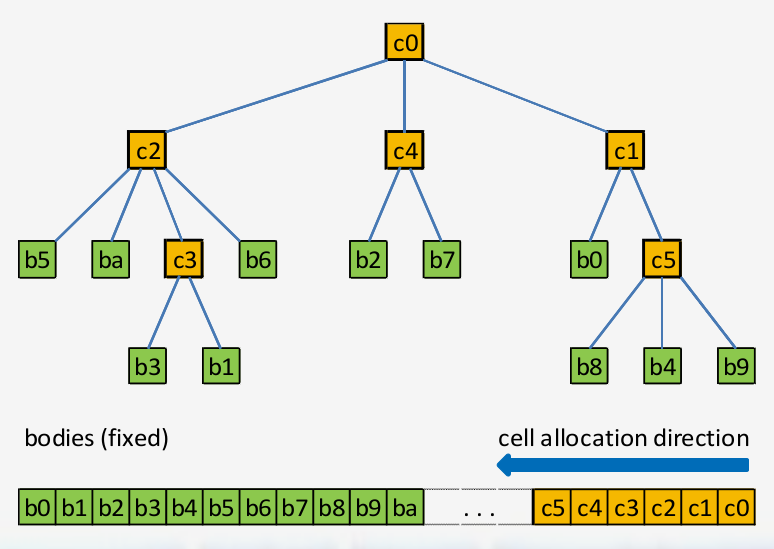 c0
c2 c4 c1
b5 ba c3 b6 b2 b7 b0 c5
b3 b1 b8 b4 b9
bodies (fixed) cell allocation direction
b0 b1 b2 b3 b4 b5 b6 b7 b8 b9 ba ... c5 c4 c3 c2 c1 c0